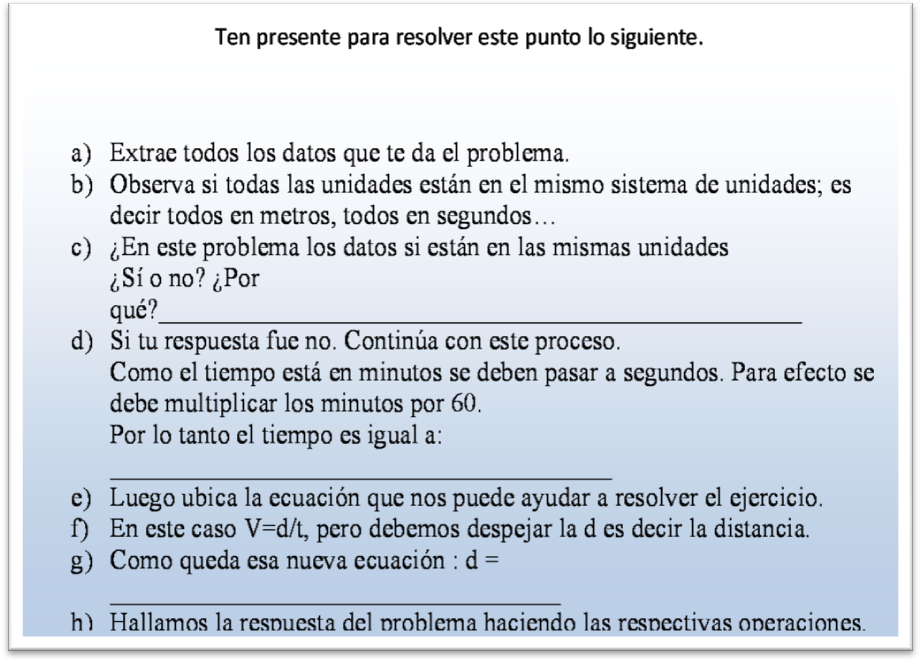 Ten presente para resolver este punto lo siguiente.
a) Extrae todos los datos que te da el problema.
b) Observa si todas las unidades están en el mismo sistema de unidades; es
decir todos en metros, todos en segundos…
c) ¿En este problema los datos si están en las mismas unidades
¿Sí o no? ¿Por
qué?
d) Si tu respuesta fue no. Continúa con este proceso.
Como el tiempo está en minutos se deben pasar a segundos. Para efecto se
debe multiplicar los minutos por 60.
Por lo tanto el tiempo es igual a:
e) Luego ubica la ecuación que nos puede ayudar a resolver el ejercicio.
f) En este caso V=d/t, pero debemos despejar la d es decir la distancia.
g) Como queda esa nueva ecuación : d =
h) Hallamos la respuesta del problema haciendo las respectivas operaciones.